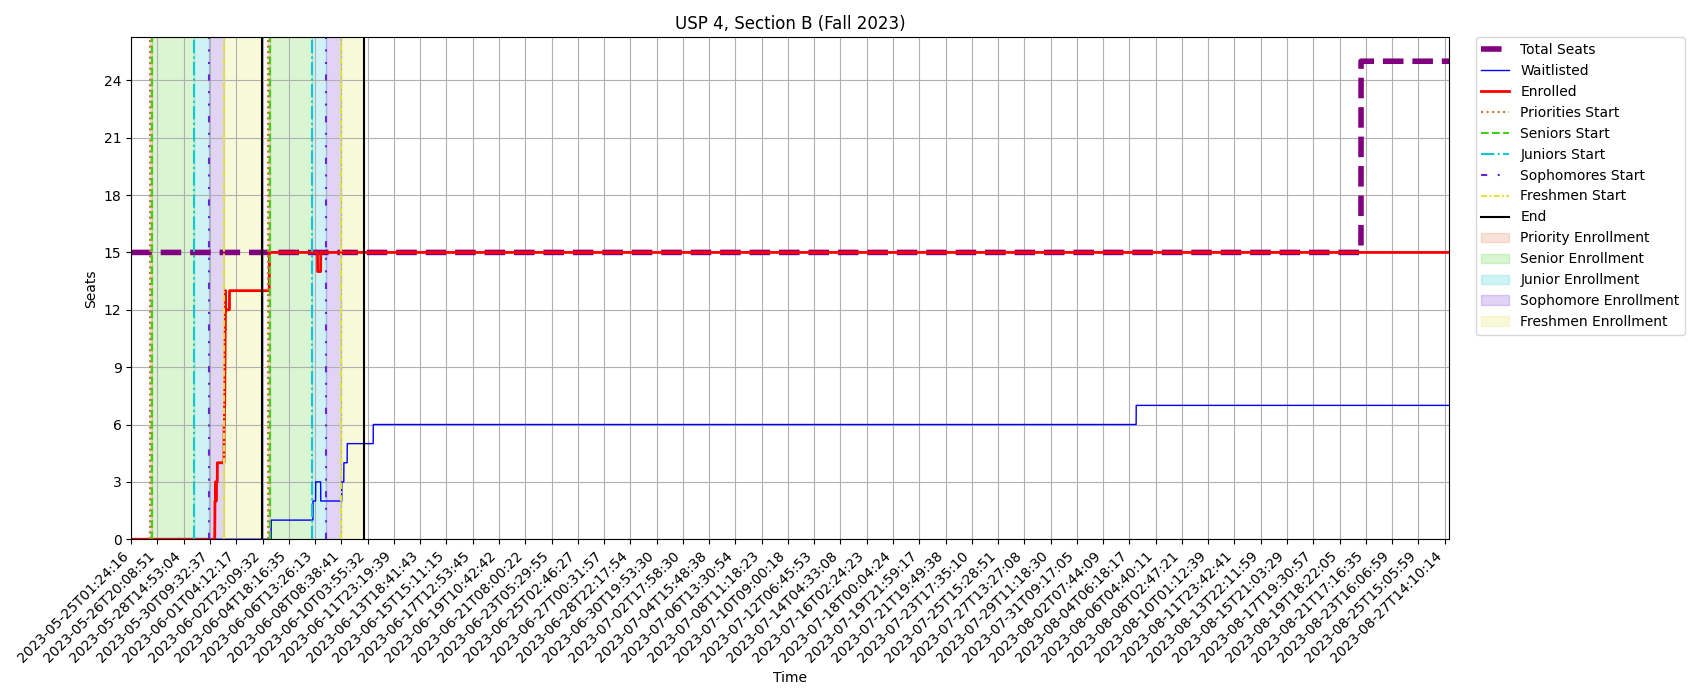 USP 4, Section B (Fall 2023)
Seats
24
21
18
15
12
9
6
3
0
2023-05-25T01:24:16
2023-05-26T20:08:51
2023-05-28T14:53:04
2023-05-30T09:32:37
2023-06-01T04:12:17
2023-06-02T23:09:32
2023-06-04T18:16:35
2023-06-06T13:26:13
2023-06-08T08:38:41
2023-06-10T03:55:32
2023-06-11T23:19:39
2023-06-13T18:41:43
2023-06-15T15:11:15
2023-06-17T12:53:45
2023-06-19T10:42:42
2023-06-21T08:00:22
2023-06-23T05:29:55
2023-06-25T02:46:27
2023-06-27T00:31:57
2023-06-28T22:17:54
2023-06-30T19:53:30
2023-07-02T17:58:30
2023-07-04T15:48:38
2023-07-06T13:30:54
2023-07-08T11:18:23
2023-07-10T09:00:18
2023-07-12T06:45:53
2023-07-14T04:33:08
2023-07-16T02:24:23
2023-07-18T00:04:24
2023-07-19T21:59:17
2023-07-21T19:49:38
2023-07-23T17:35:10
2023-07-25T15:28:51
2023-07-27T13:27:08
2023-07-29T11:18:30
2023-07-31T09:17:05
2023-08-02T07:44:09
2023-08-04T06:18:17
2023-08-06T04:40:11
2023-08-08T02:47:21
2023-08-10T01:12:39
2023-08-11T23:42:41
2023-08-13T22:11:59
2023-08-15T21:03:29
2023-08-17T19:30:57
2023-08-19T18:22:05
2023-08-21T17:16:35
2023-08-23T16:06:59
2023-08-25T15:05:59
2023-08-27T14:10:14
Time
Total Seats
Waitlisted
Enrolled
Priorities Start
Seniors Start
Juniors Start
Sophomores Start
Freshmen Start
End
Priority Enrollment
Senior Enrollment
Junior Enrollment
Sophomore Enrollment
Freshmen Enrollment